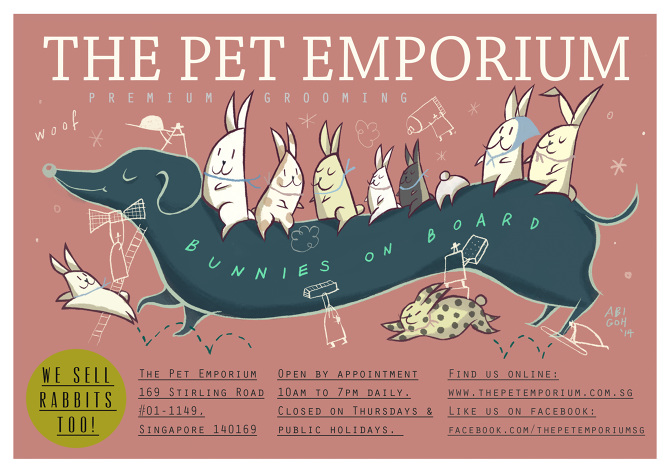 THE PET EMPORIUM
PREMIUM GROOMING
woof
BUNNIES ON BOARD
ABI
GOH
'14
WE SELL
RABBITS
TOO!
The Pet Emporium
169 Stirling Road
#01-1149,
Singapore 140169
Open by appointment
10am to 7pm daily.
Closed on Thursdays &
public holidays.
Find us online:
www.thepetemporium.com.sg
Like us on facebook:
facebook.com/thepetemporiumsg